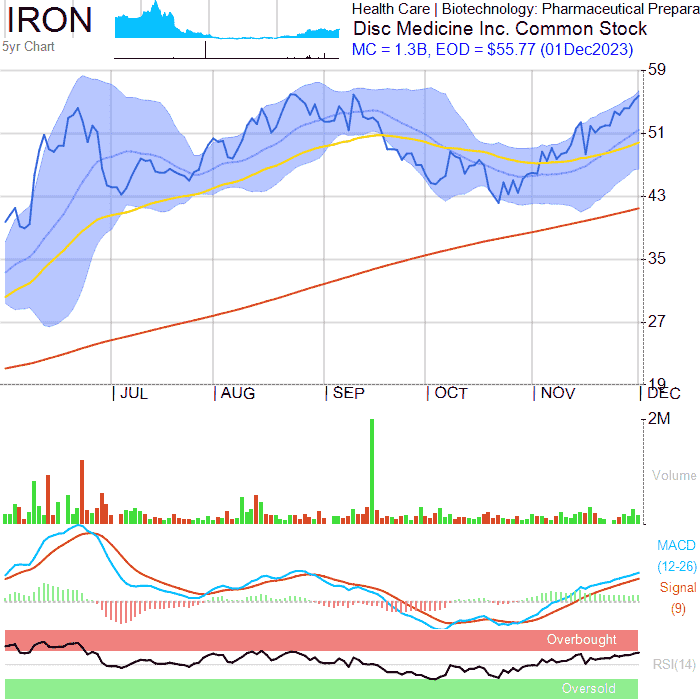 IRON
5yr Chart
Health Care | Biotechnology: Pharmaceutical Prepara
Disc Medicine Inc. Common Stock
MC = 1.3B, EOD = $55.77 (01Dec2023)
59
51
43
35
27
19
JUL AUG SEP OCT NOV DEC
2M
Volume
MACD
(12-26)
Signal
(9)
Overbought
RSI(14)
Oversold